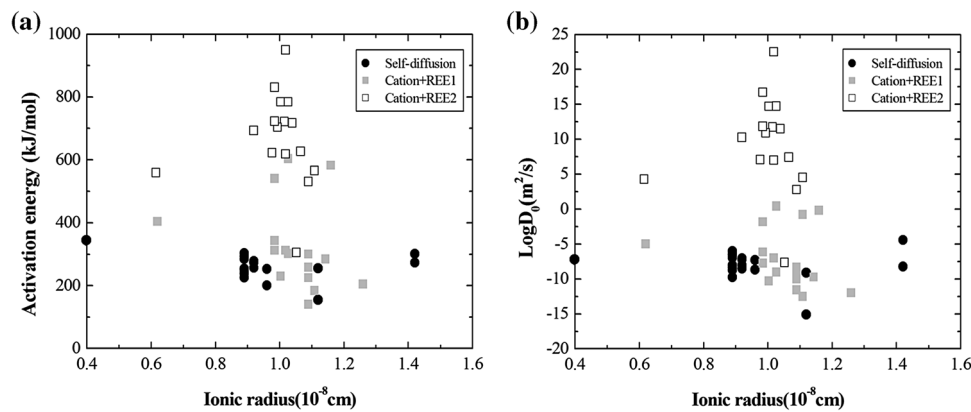 (a)
1000
800
600
400
200
0
Activation energy (kJ/mol)
Self-diffusion
Cation+REE1
Cation+REE2
0.4 0.6 0.8 1.0 1.2 1.4 1.6
Ionic radius(10⁻⁸cm)
(b)
25
20
15
10
5
0
-5
-10
-15
-20
LogD₀(m²/s)
Self-diffusion
Cation+REE1
Cation+REE2
0.4 0.6 0.8 1.0 1.2 1.4 1.6
Ionic radius(10⁻⁸cm)